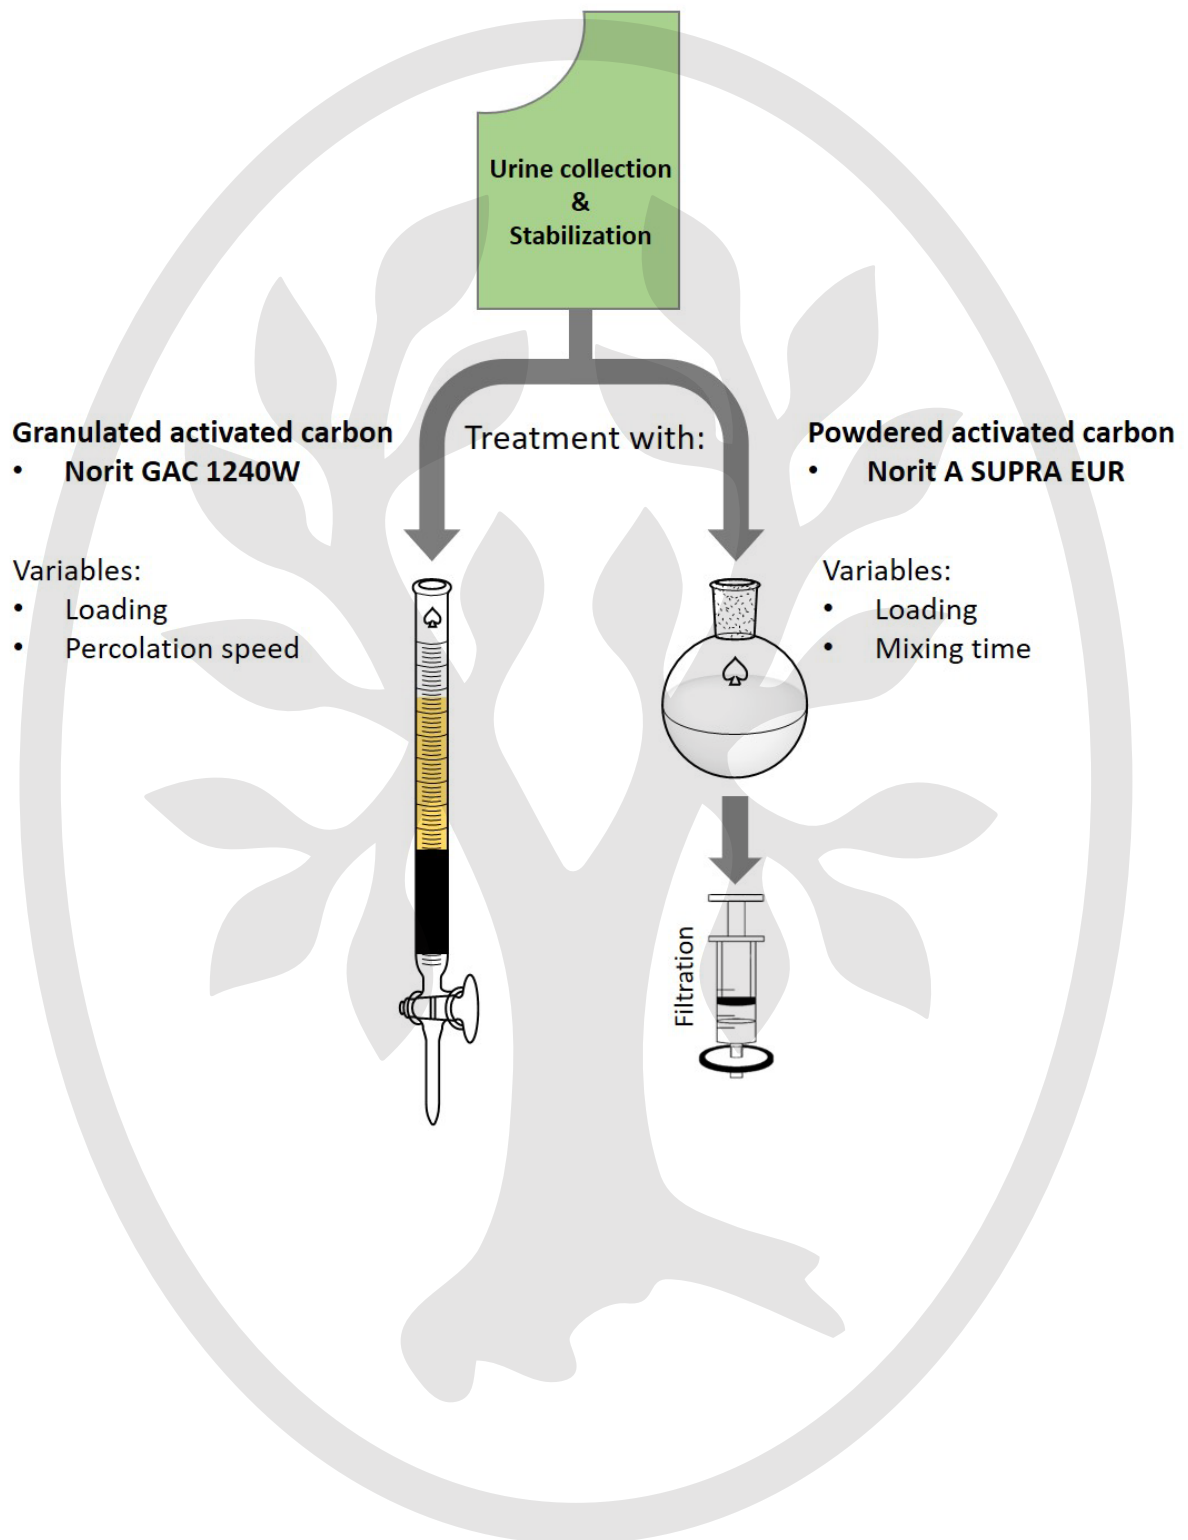 Urine collection
&
Stabilization
Treatment with:
Granulated activated carbon
• Norit GAC 1240W
Variables:
• Loading
• Percolation speed
Powdered activated carbon
• Norit A SUPRA EUR
Variables:
• Loading
• Mixing time
Filtration